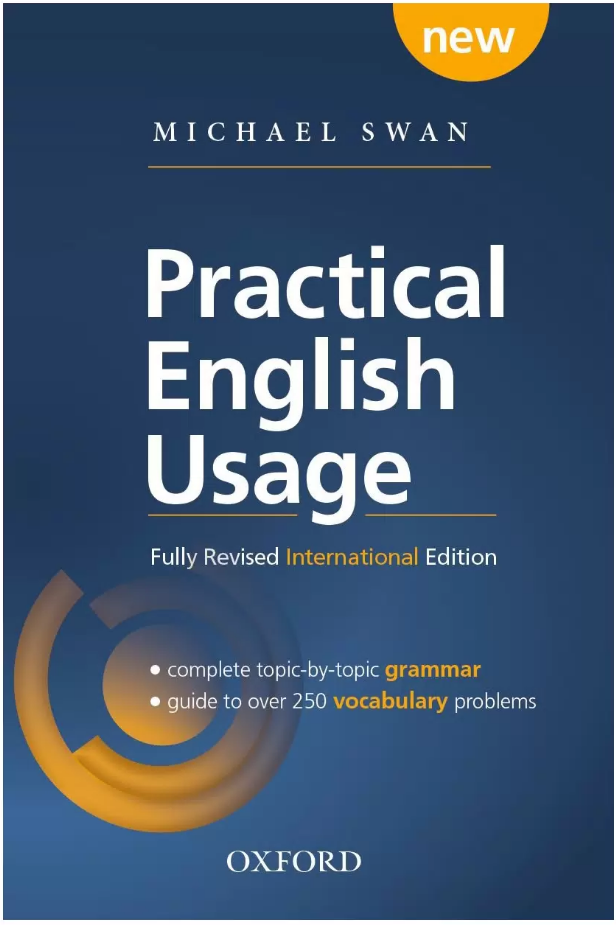 new
MICHAEL SWAN
Practical
English
Usage
Fully Revised International Edition
• complete topic-by-topic grammar
• guide to over 250 vocabulary problems
OXFORD